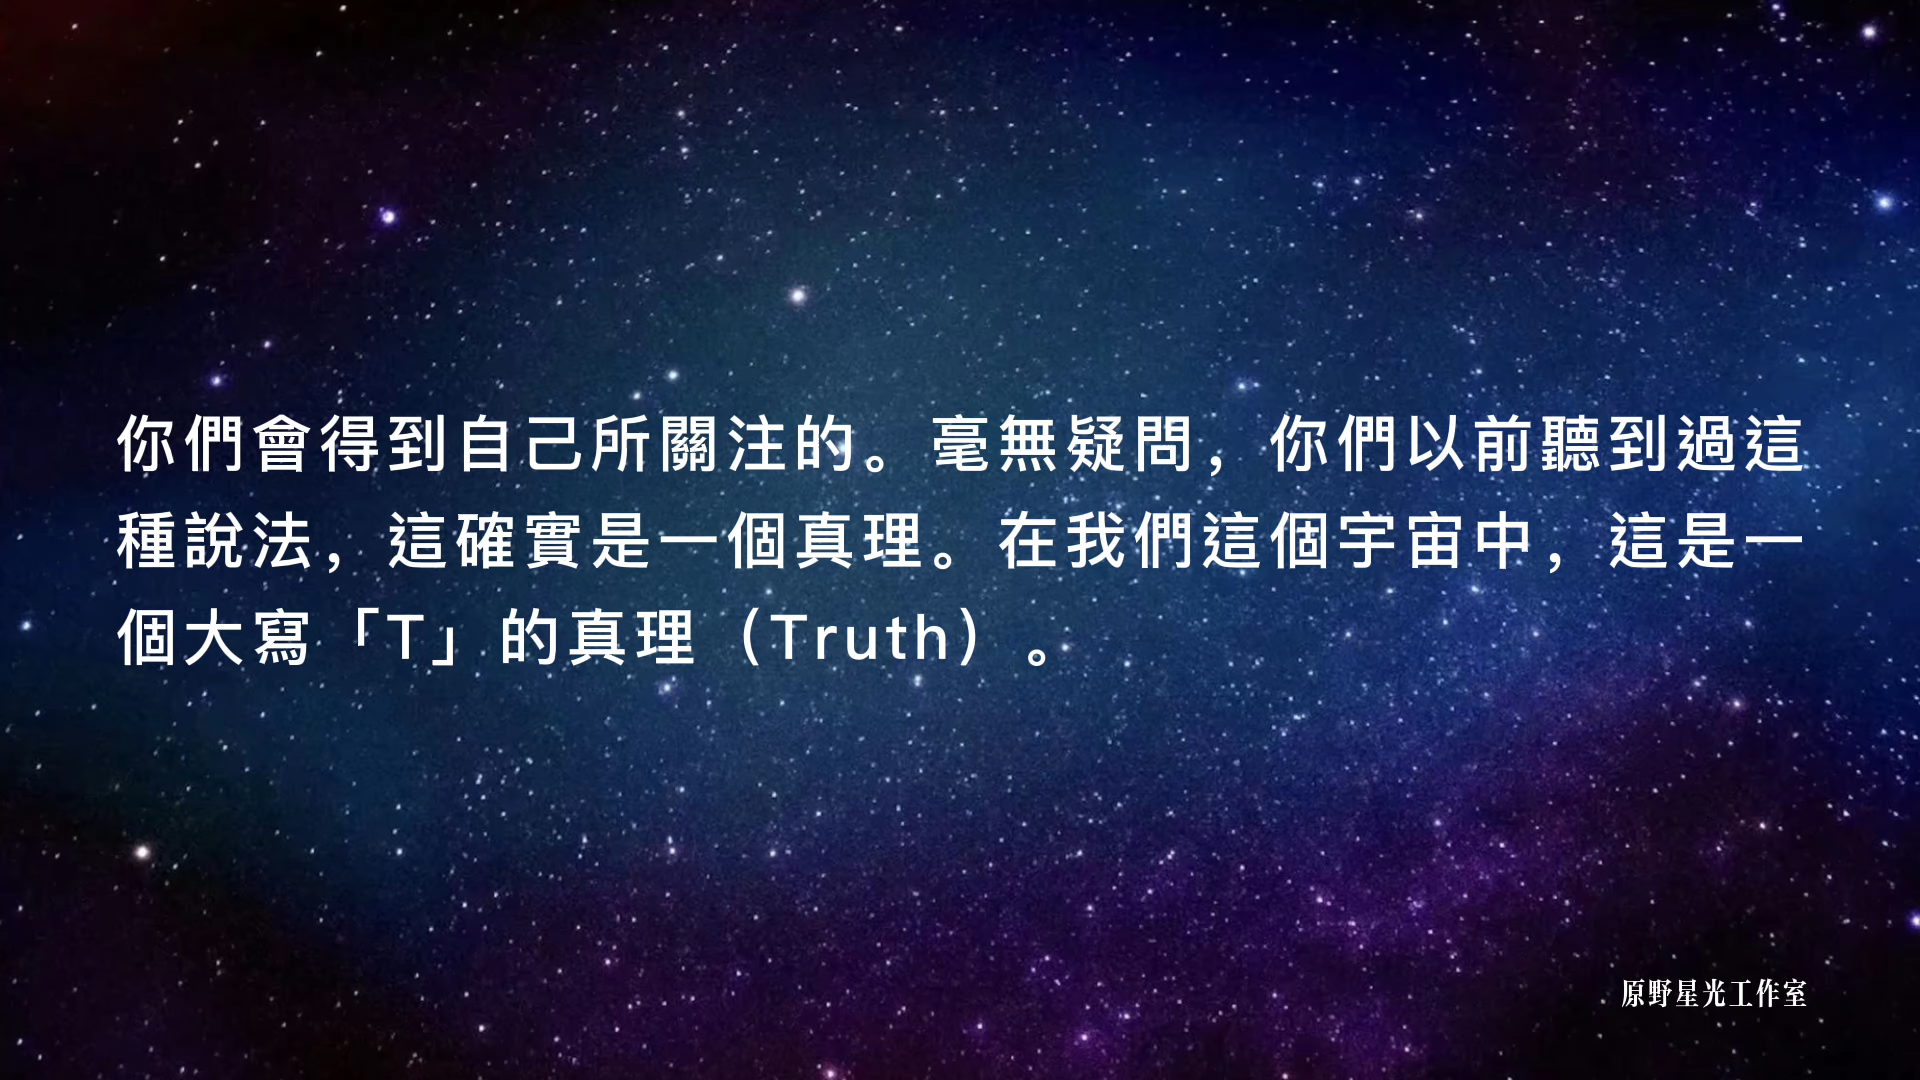 你們會得到自己所關注的。毫無疑問，你們以前聽到過這
種說法，這確實是一個真理。在我們這個宇宙中，這是一
個大寫「T」的真理（Truth）。
原野星光工作室